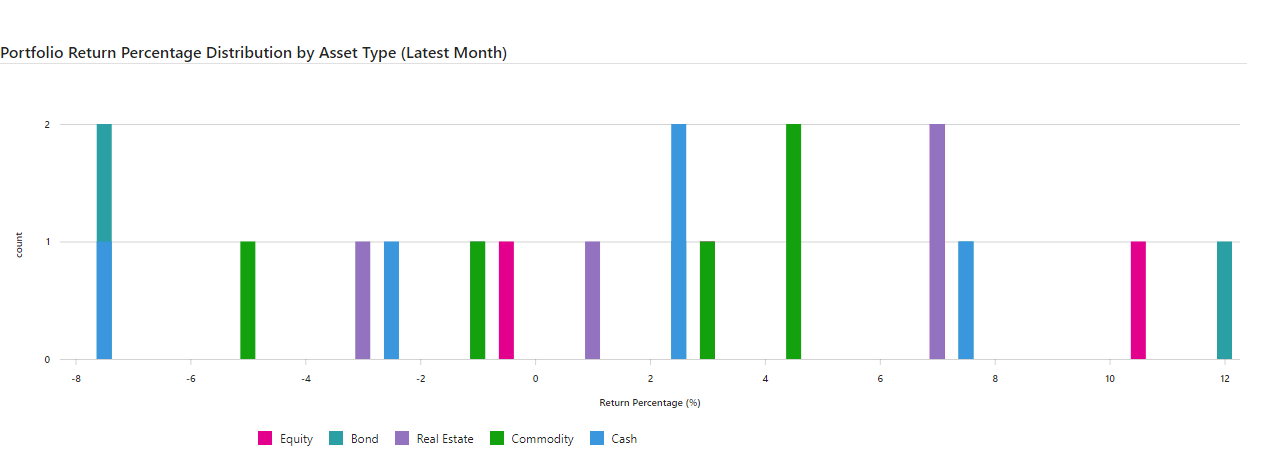 Portfolio Return Percentage Distribution by Asset Type (Latest Month)
2
1
0
count
-8 -6 -4 -2 0 2 4 6 8 10 12
Return Percentage (%)
Equity Bond Real Estate Commodity Cash